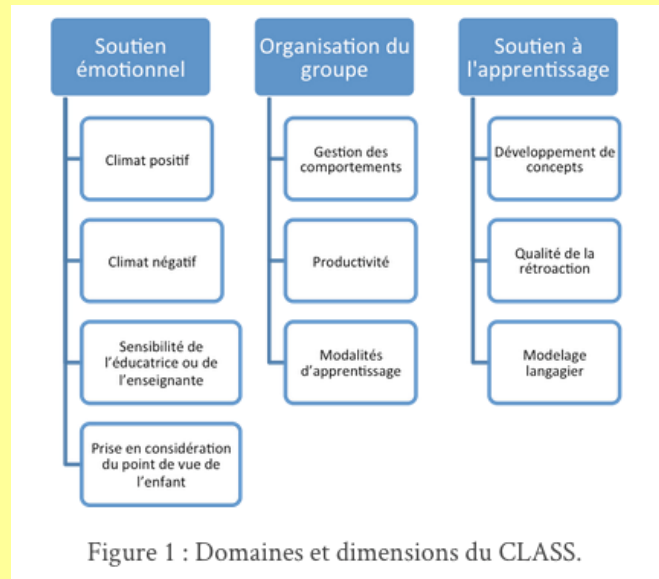 Soutien
émotionnel
Climat positif
Climat négatif
Sensibilité de
l'éducatrice ou de
l'enseignante
Prise en considération
du point de vue de
l'enfant
Organisation du
groupe
Gestion des
comportements
Productivité
Modalités
d'apprentissage
Soutien à
l'apprentissage
Développement de
concepts
Qualité de la
rétroaction
Modelage
langagier
Figure 1 : Domaines et dimensions du CLASS.